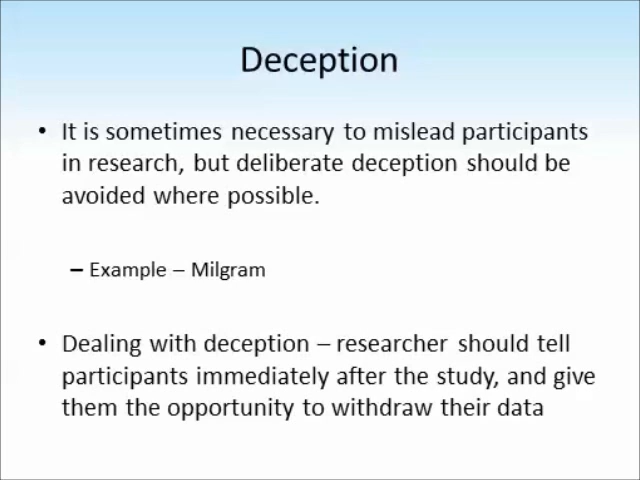 Deception
• It is sometimes necessary to mislead participants
in research, but deliberate deception should be
avoided where possible.
– Example – Milgram
• Dealing with deception – researcher should tell
participants immediately after the study, and give
them the opportunity to withdraw their data